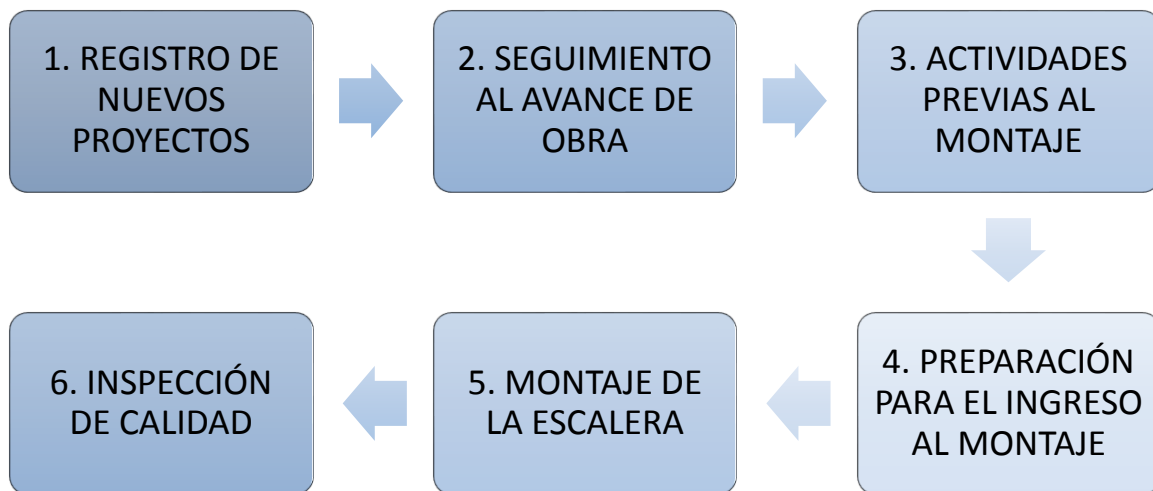 1. REGISTRO DE
NUEVOS
PROYECTOS
2. SEGUIMIENTO
AL AVANCE DE
OBRA
3. ACTIVIDADES
PREVIAS AL
MONTAJE
4. PREPARACIÓN
PARA EL INGRESO
AL MONTAJE
5. MONTAJE DE
LA ESCALERA
6. INSPECCIÓN
DE CALIDAD